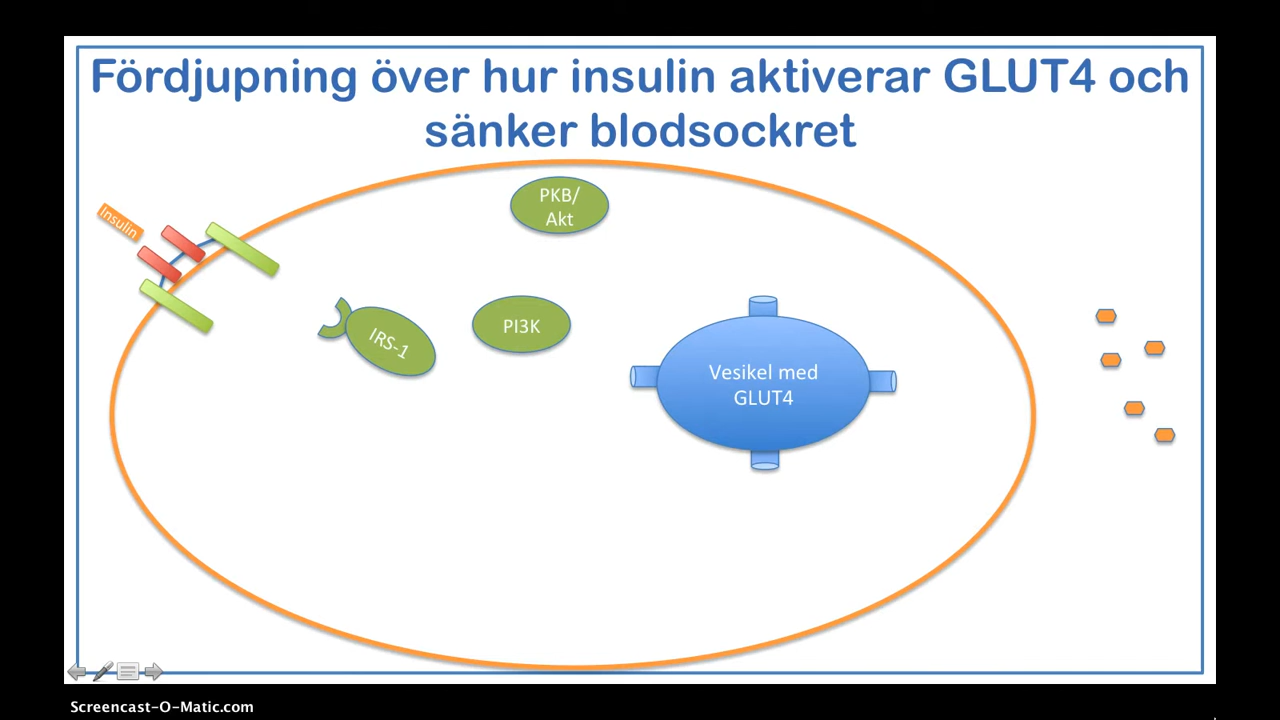 Fördjupning över hur insulin aktiverar GLUT4 och
sänker blodsockret
Insulin
PKB/
Akt
IRS-1
PI3K
Vesikel med
GLUT4
Screencast-O-Matic.com